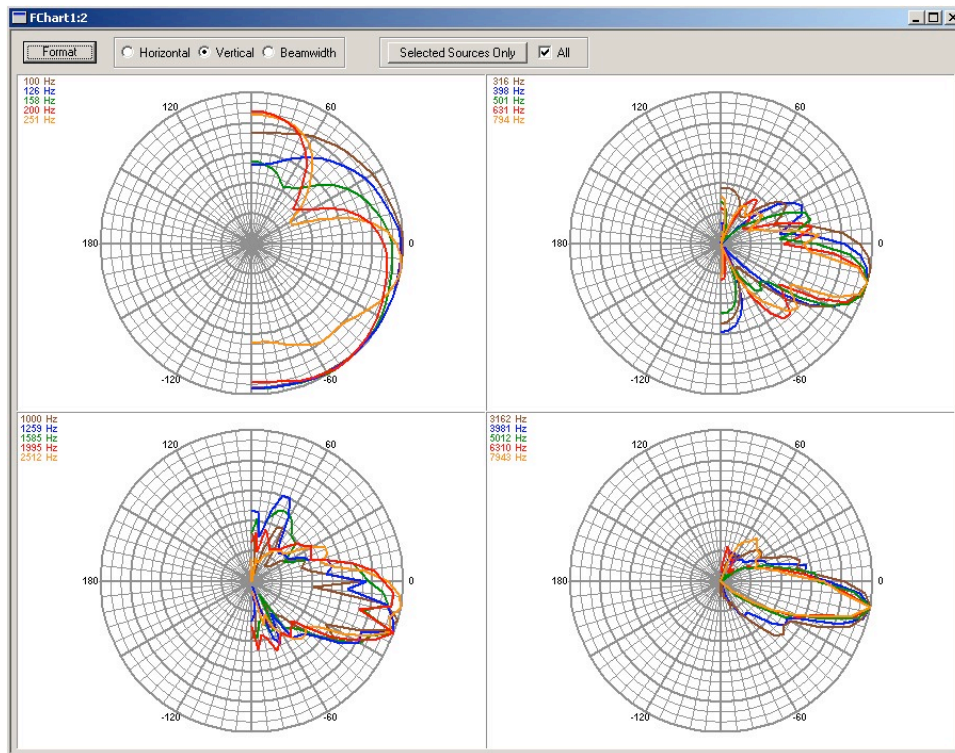 FChart1:2
Format
Horizontal Vertical Beamwidth
Selected Sources Only
All
100 Hz
126 Hz
158 Hz
200 Hz
251 Hz
120
60
180
0
-120
-60
316 Hz
398 Hz
501 Hz
631 Hz
794 Hz
120
60
180
0
-120
-60
1000 Hz
1259 Hz
1585 Hz
1995 Hz
2512 Hz
120
60
180
0
-120
-60
3162 Hz
3981 Hz
5012 Hz
6310 Hz
7943 Hz
120
60
180
0
-120
-60